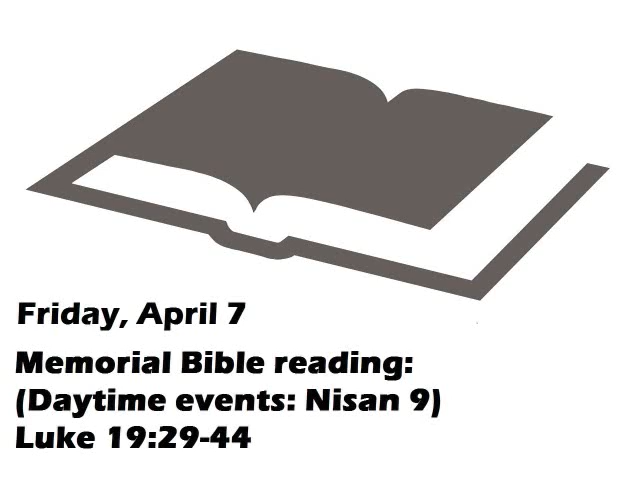 Friday, April 7
Memorial Bible reading:
(Daytime events: Nisan 9)
Luke 19:29-44